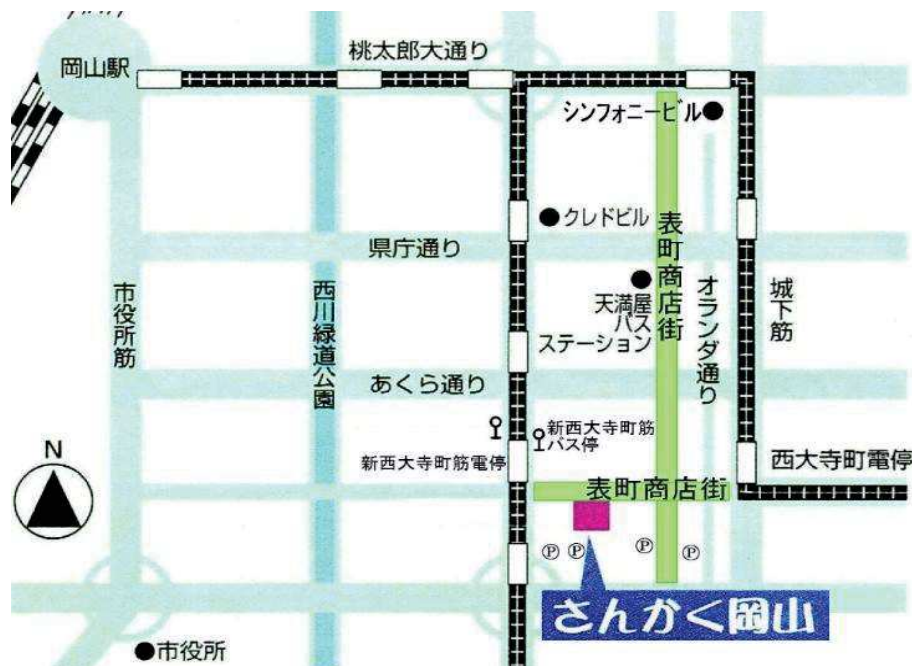 桃太郎大通り
岡山駅
シンフォニービル
クレドビル
表町商店街
県庁通り
天満屋
バス
ステーション
市役所筋
西川緑道公園
オランダ通り
城下筋
あくら通り
新西大寺町筋
バス停
新西大寺町筋電停
西大寺町電停
N
表町商店街
Ⓟ Ⓟ Ⓟ Ⓟ
さんかく岡山
市役所